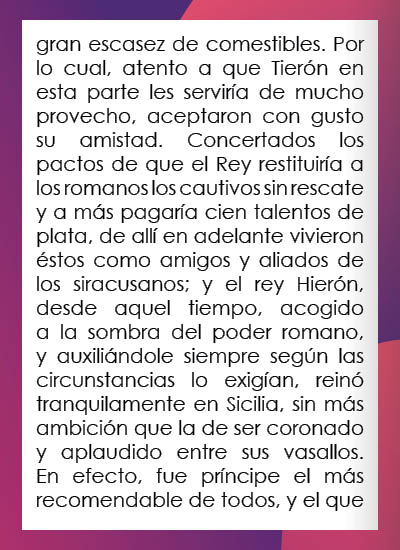 gran escasez de comestibles. Por
lo cual, atento a que Tierón en
esta parte les serviría de mucho
provecho, aceptaron con gusto
su amistad. Concertados los
pactos de que el Rey restituiría a
los romanos los cautivos sin rescate
y a más pagaría cien talentos de
plata, de allí en adelante vivieron
éstos como amigos y aliados de
los siracusanos; y el rey Hierón,
desde aquel tiempo, acogido
a la sombra del poder romano,
y auxiliándole siempre según las
circunstancias lo exigían, reinó
tranquilamente en Sicilia, sin más
ambición que la de ser coronado
y aplaudido entre sus vasallos.
En efecto, fue príncipe el más
recomendable de todos, y el que